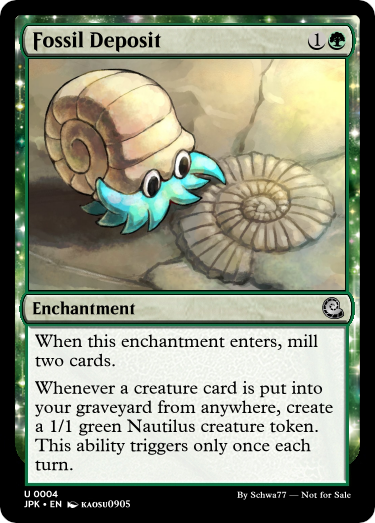 Fossil Deposit 1
Enchantment
When this enchantment enters, mill
two cards.
Whenever a creature card is put into
your graveyard from anywhere, create
a 1/1 green Nautilus creature token.
This ability triggers only once each
turn.
U 0004
JPK • EN KAOSU0905
By Schwa77 — Not for Sale